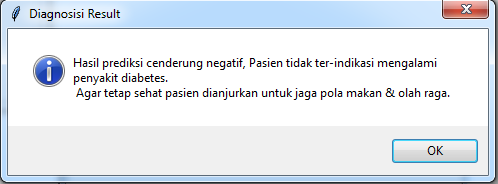 Diagnosisi Result
Hasil prediksi cenderung negatif, Pasien tidak ter-indikasi mengalami
penyakit diabetes.
Agar tetap sehat pasien dianjurkan untuk jaga pola makan & olah raga.
OK